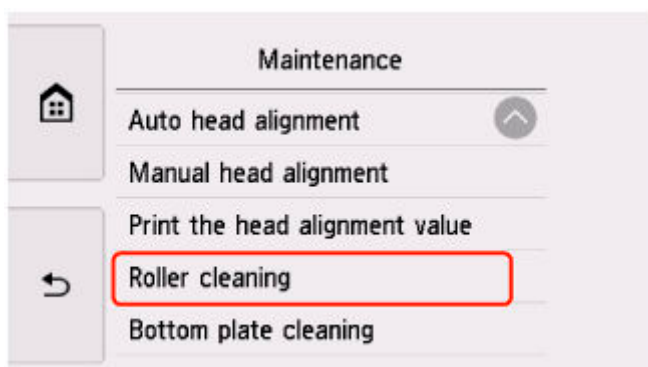 Maintenance
Auto head alignment
Manual head alignment
Print the head alignment value
Roller cleaning
Bottom plate cleaning